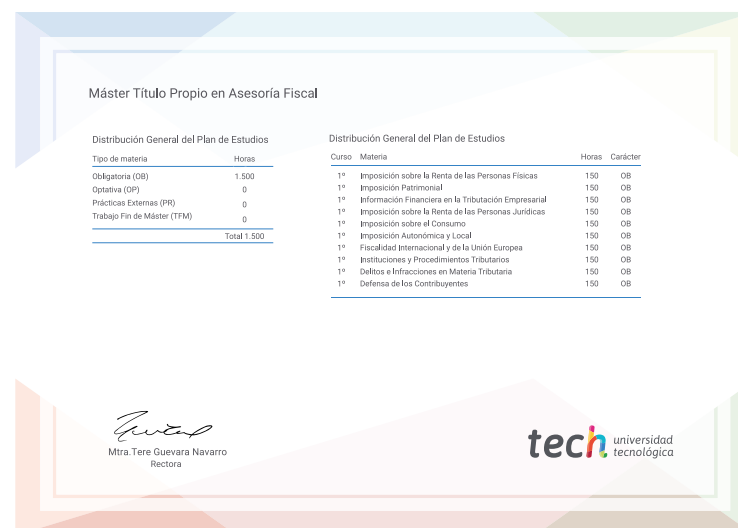 Máster Título Propio en Asesoría Fiscal
Distribución General del Plan de Estudios
Tipo de materia Horas
Obligatoria (OB) 1.500
Optativa (OP) 0
Prácticas Externas (PR) 0
Trabajo Fin de Máster (TFM) 0
Total 1.500
Distribución General del Plan de Estudios
Curso Materia Horas Carácter
1º Imposición sobre la Renta de las Personas Físicas 150 OB
1º Imposición Patrimonial 150 OB
1º Información Financiera en la Tributación Empresarial 150 OB
1º Imposición sobre la Renta de las Personas Jurídicas 150 OB
1º Imposición sobre el Consumo 150 OB
1º Imposición Autonómica y Local 150 OB
1º Fiscalidad Internacional y de la Unión Europea 150 OB
1º Instituciones y Procedimientos Tributarios 150 OB
1º Delitos e Infracciones en Materia Tributaria 150 OB
1º Defensa de los Contribuyentes 150 OB
Mtra.Tere Guevara Navarro
Rectora
tech universidad
tecnológica